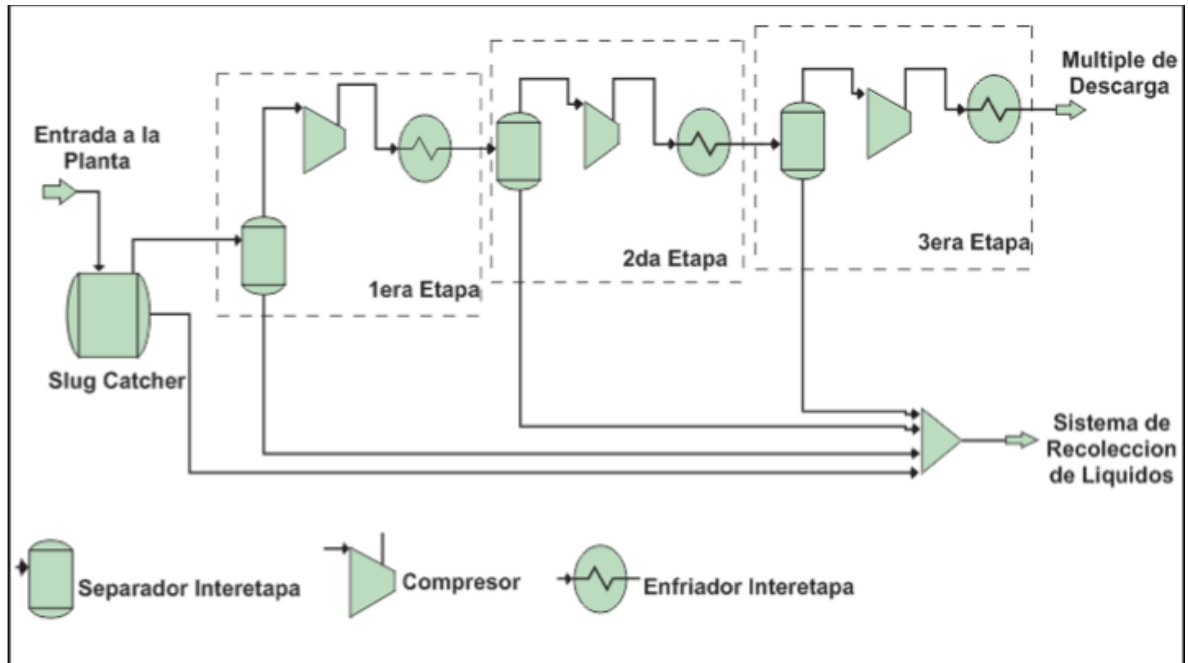 Multiple de
Descarga
Entrada a la
Planta
3era Etapa
2da Etapa
1era Etapa
Slug Catcher
Sistema de
Recoleccion
de Liquidos
Separador Interetapa
Compresor
Enfriador Interetapa